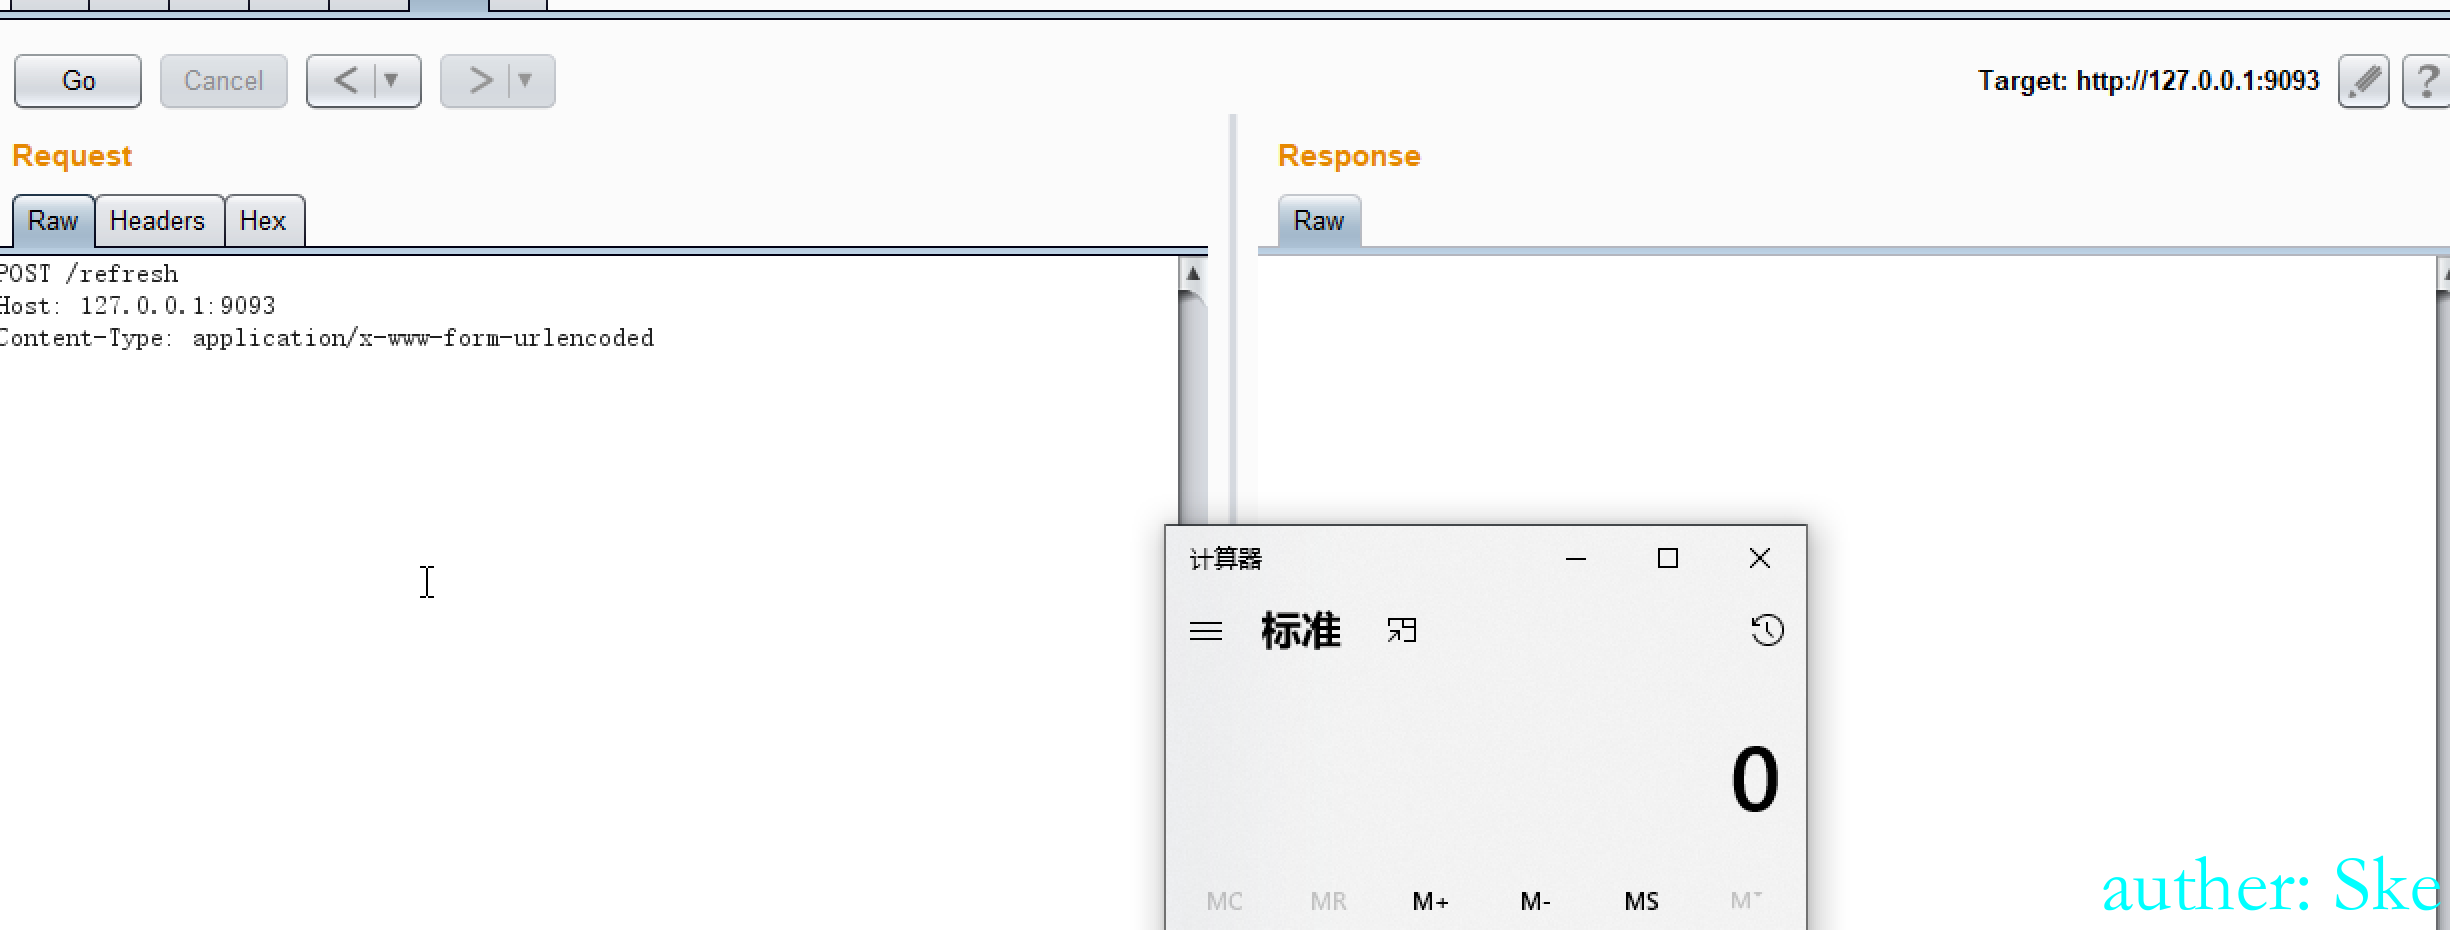 Go
Cancel
Target: http://127.0.0.1:9093
?
Request
Response
Raw
Headers
Hex
Raw
POST /refresh
Host: 127.0.0.1:9093
Content-Type: application/x-www-form-urlencoded
计算器
标准
0
MC
MR
M+
M-
MS
M
auther: Ske